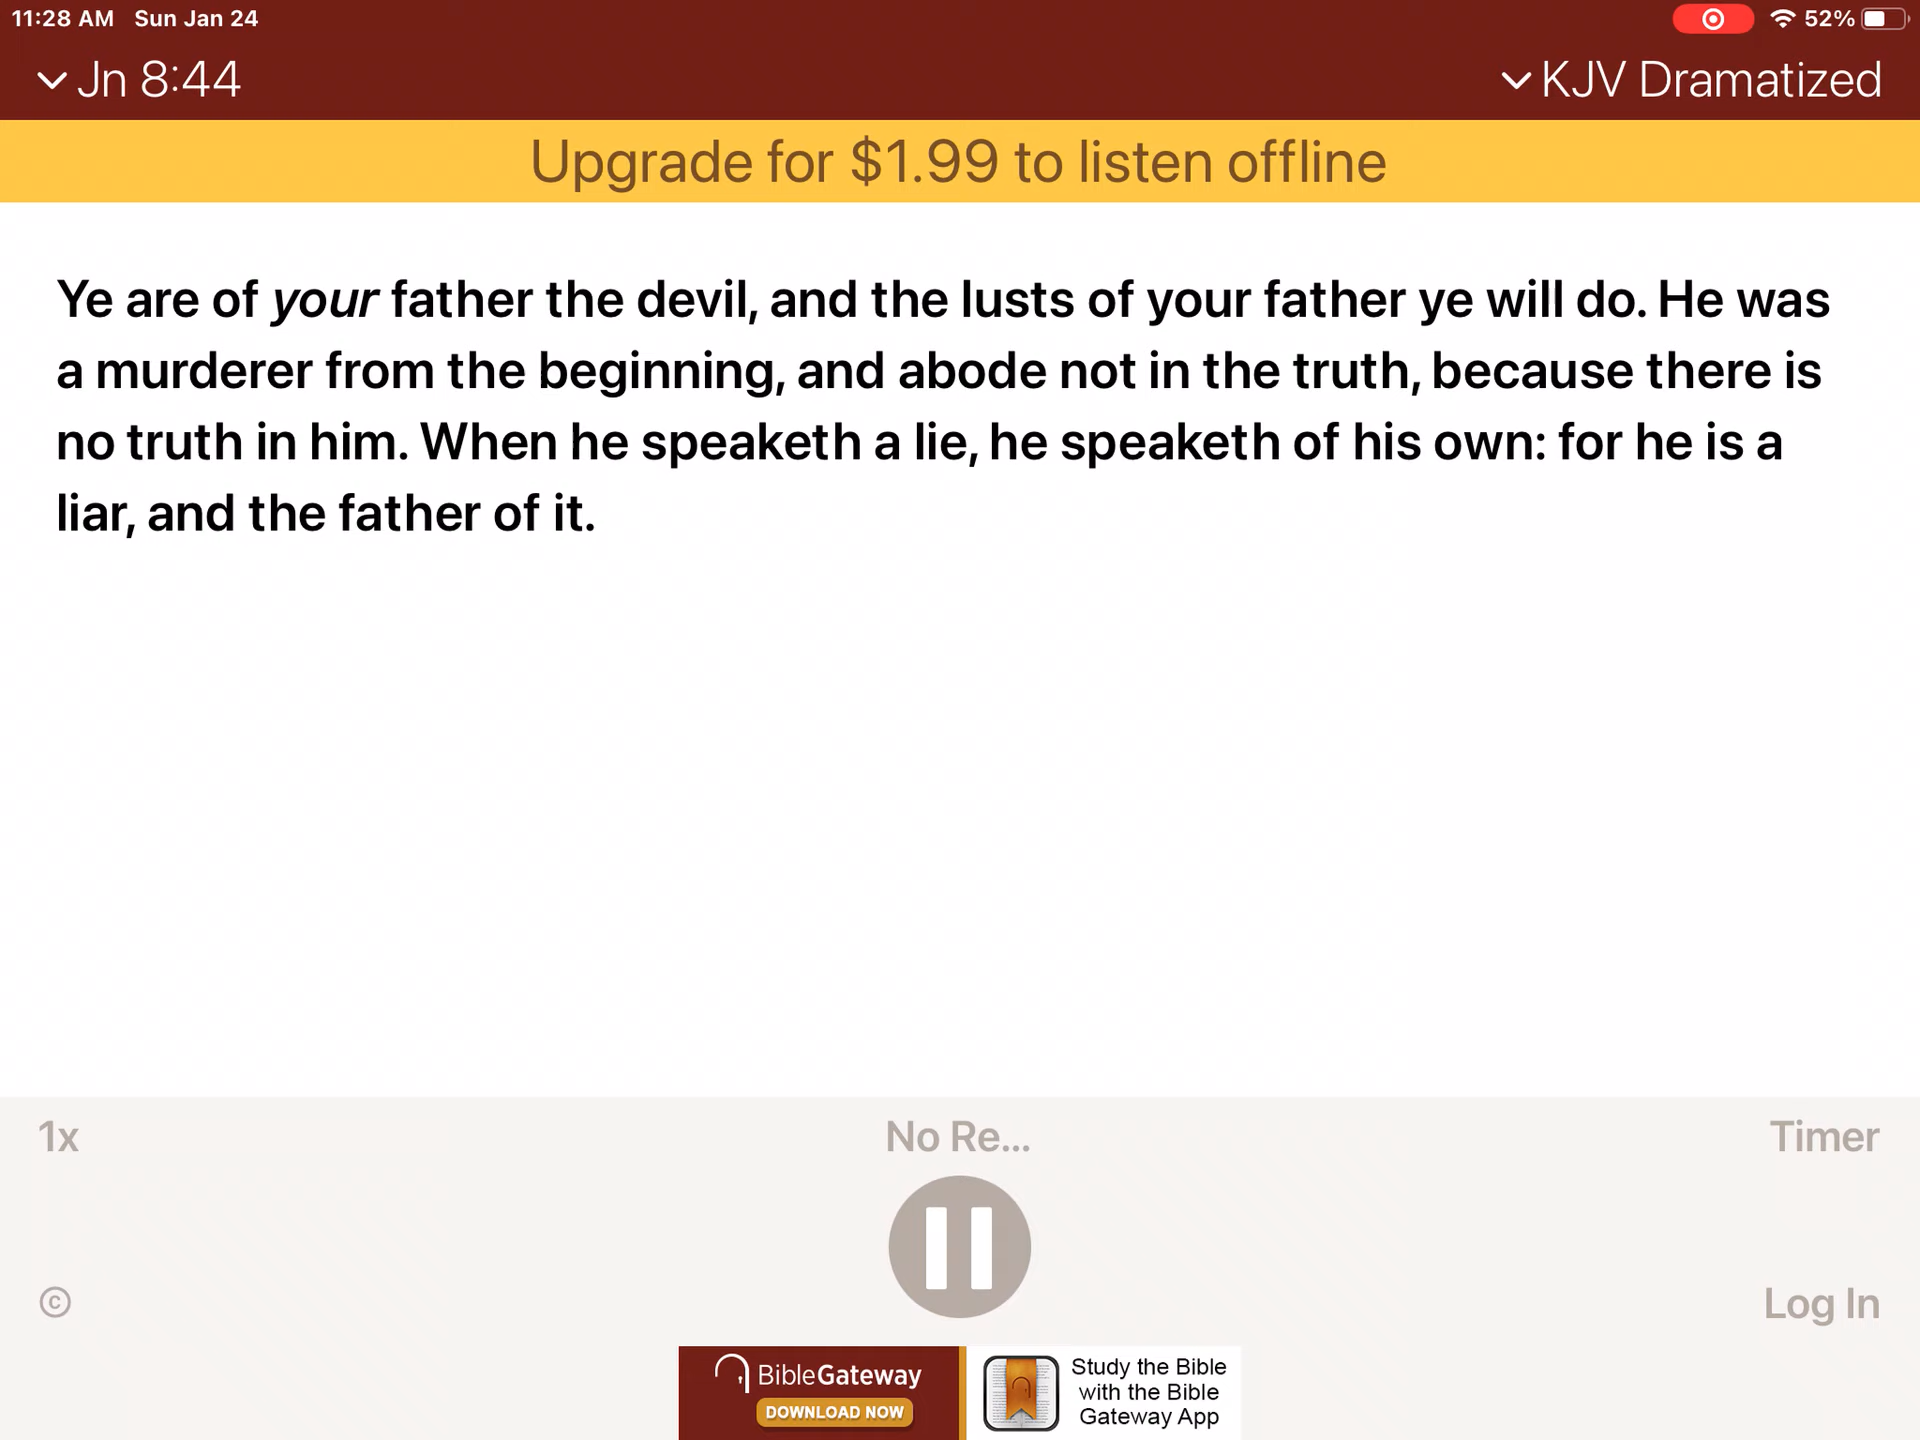 11:28 AM Sun Jan 24 52%
Jn 8:44 KJV Dramatized
Upgrade for $1.99 to listen offline
Ye are of your father the devil, and the lusts of your father ye will do. He was
a murderer from the beginning, and abode not in the truth, because there is
no truth in him. When he speaketh a lie, he speaketh of his own: for he is a
liar, and the father of it.
1x No Re... Timer
© Log In
BibleGateway
DOWNLOAD NOW
Study the Bible
with the Bible
Gateway App